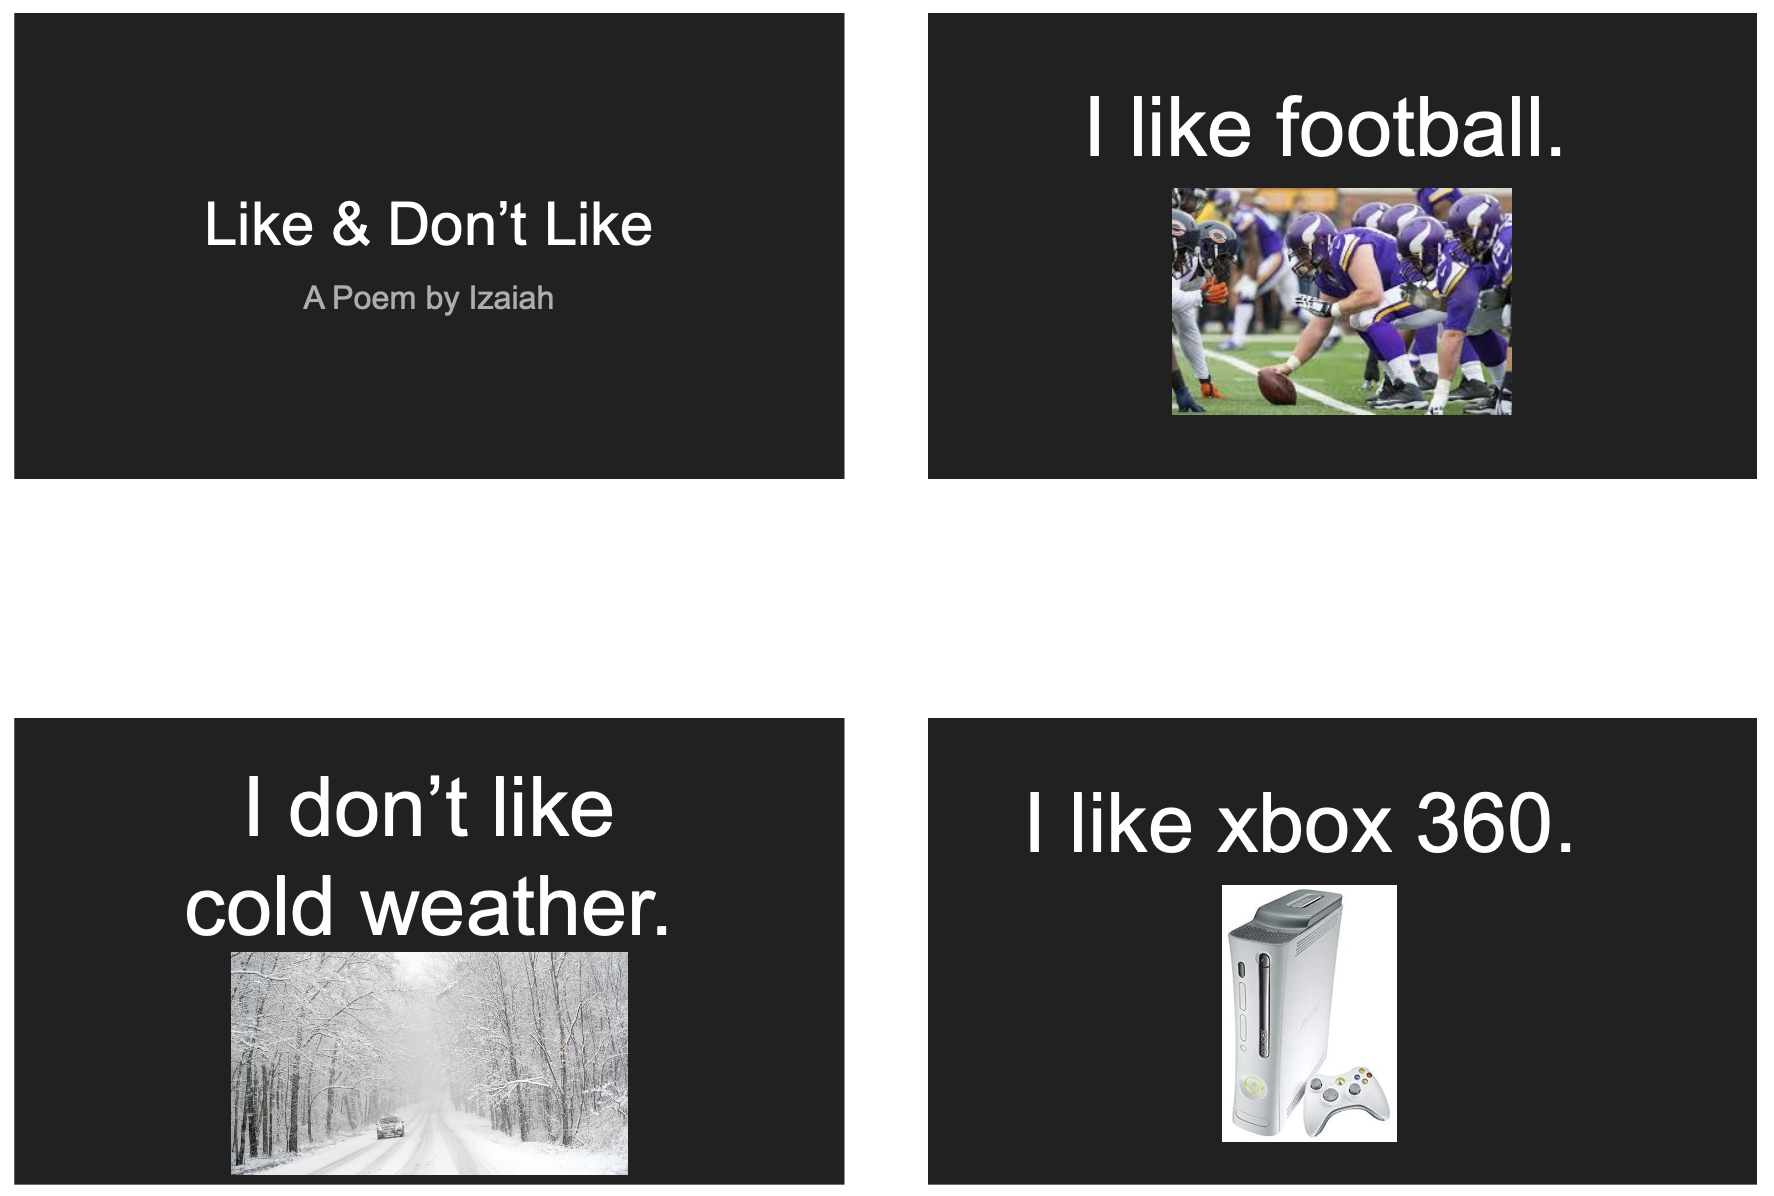 Like & Don’t Like
A Poem by Izaiah
I like football.
I don’t like
cold weather.
I like xbox 360.